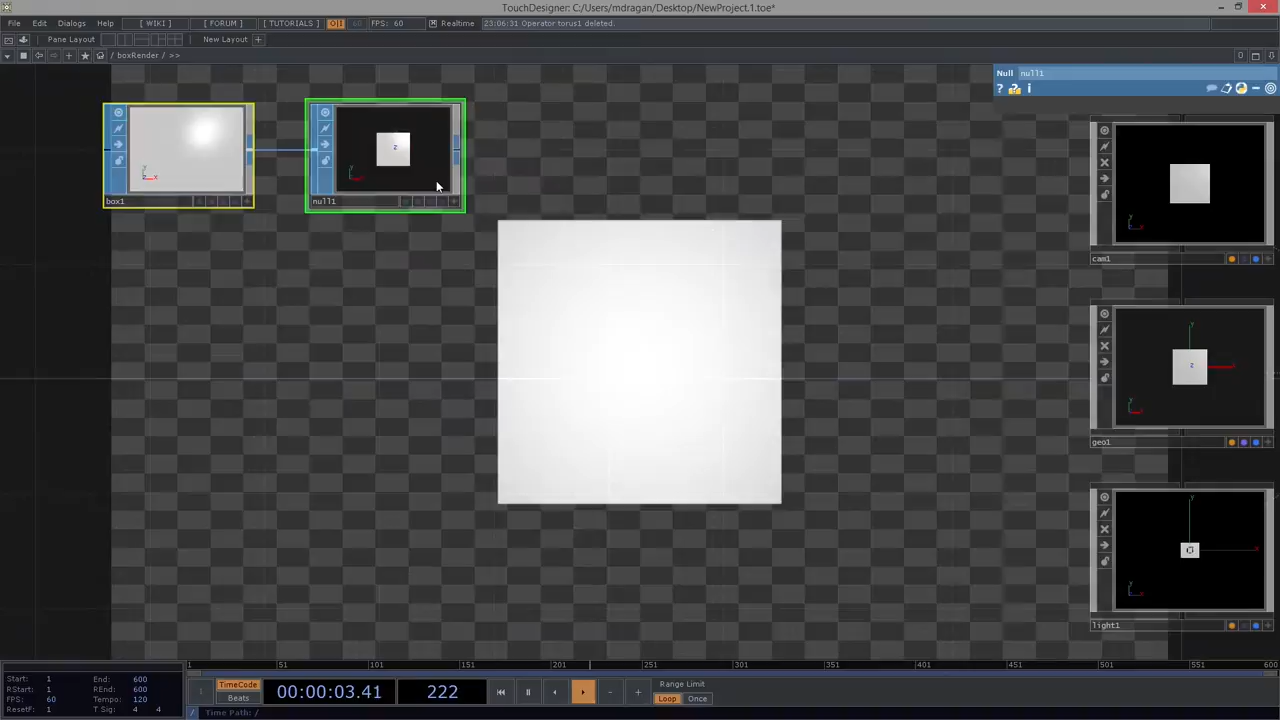 TouchDesigner: C:/Users/mdragan/Desktop/NewProject.1.toe*
File Edit Dialogs [ WIKI ] [ FORUM ] [ TUTORIALS ] O|I 60 FPS: 60 Realtime 23:06:31 Operator torus1 deleted.
Pane Layout New Layout +
/ boxRender / >>
Null null1
? ? i
box1
null1
cam1
geo1
light1
1 51 101 151 201 251 301 351 401 451 501 551 600
Start: 1 End: 600
RStart: 1 REnd: 600
FPS: 60 Tempo: 120
ResetF: 1 T Sig: 4 4
TimeCode
Beats
00:00:03.41
222
Range Limit
Loop Once
/ Time Path: /